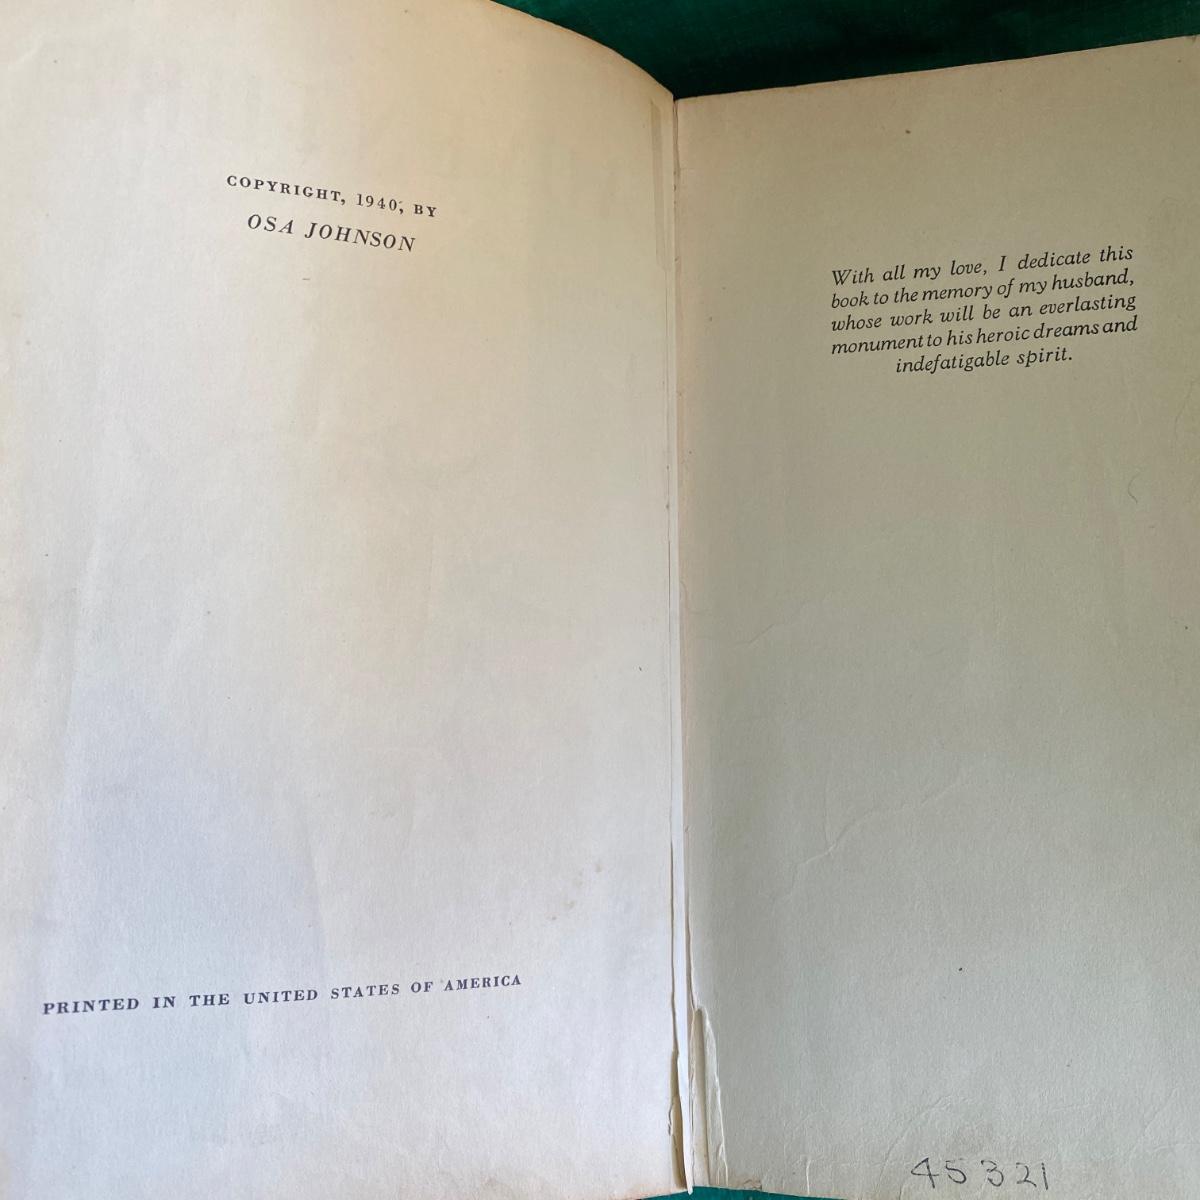 COPYRIGHT, 1940, BY
OSA JOHNSON
PRINTED IN THE UNITED STATES OF AMERICA
With all my love, I dedicate this
book to the memory of my husband,
whose work will be an everlasting
monument to his heroic dreams and
indefatigable spirit.
45321